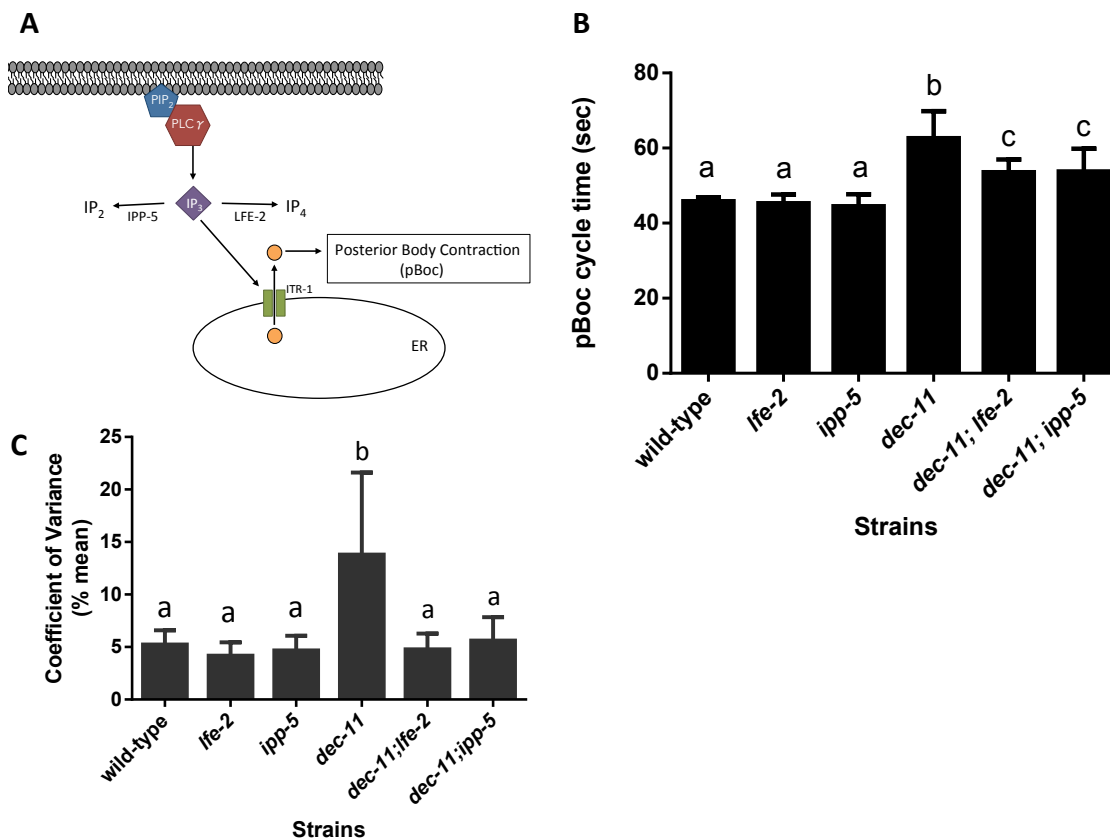 A
PIP2
PLC γ
IP2
IPP-5
IP3
LFE-2
IP4
Posterior Body Contraction
(pBoc)
ITR-1
ER
B
pBoc cycle time (sec)
80
60
40
20
0
a
a
a
b
c
c
wild-type
lfe-2
ipp-5
dec-11
dec-11; lfe-2
dec-11; ipp-5
Strains
C
Coefficient of Variance
(% mean)
25
20
15
10
5
0
a
a
a
b
a
a
wild-type
lfe-2
ipp-5
dec-11
dec-11;lfe-2
dec-11;ipp-5
Strains